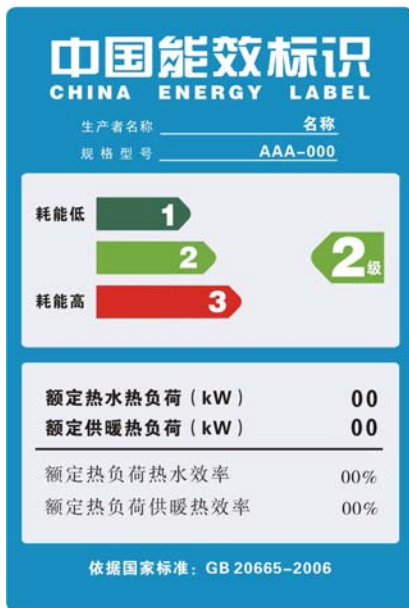 中国能效标识
CHINA ENERGY LABEL
生产者名称 名称
规格型号 AAA-000
耗能低
1
2
2级
耗能高
3
额定热水热负荷（kW） 00
额定供暖热负荷（kW） 00
额定热负荷热水效率 00%
额定热负荷供暖热效率 00%
依据国家标准：GB 20665-2006